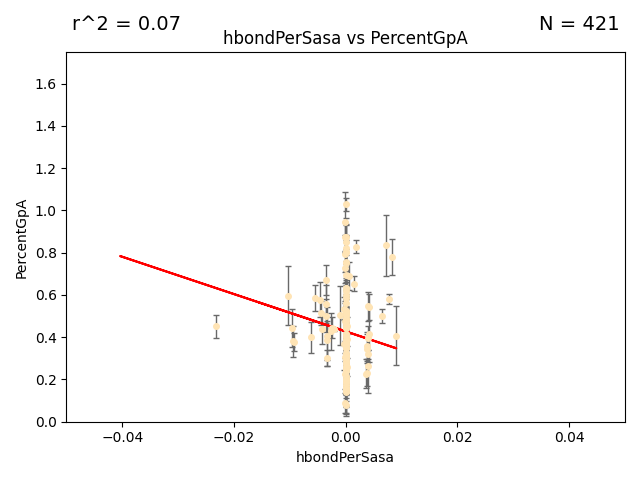 r^2 = 0.07
N = 421
hbondPerSasa vs PercentGpA
1.6
1.4
1.2
1.0
0.8
0.6
0.4
0.2
0.0
PercentGpA
−0.04
−0.02
0.00
0.02
0.04
hbondPerSasa